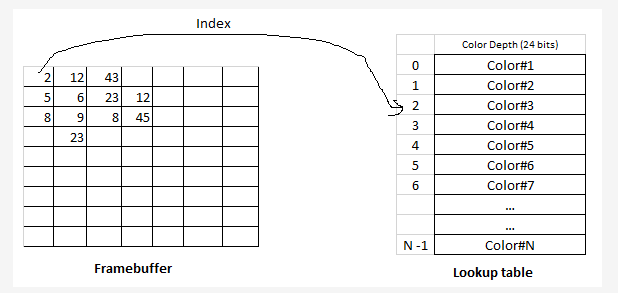 Index
Color Depth (24 bits)
2 12 43
5 6 23 12
8 9 8 45
23
0 Color#1
1 Color#2
2 Color#3
3 Color#4
4 Color#5
5 Color#6
6 Color#7
...
...
N -1 Color#N
Framebuffer
Lookup table